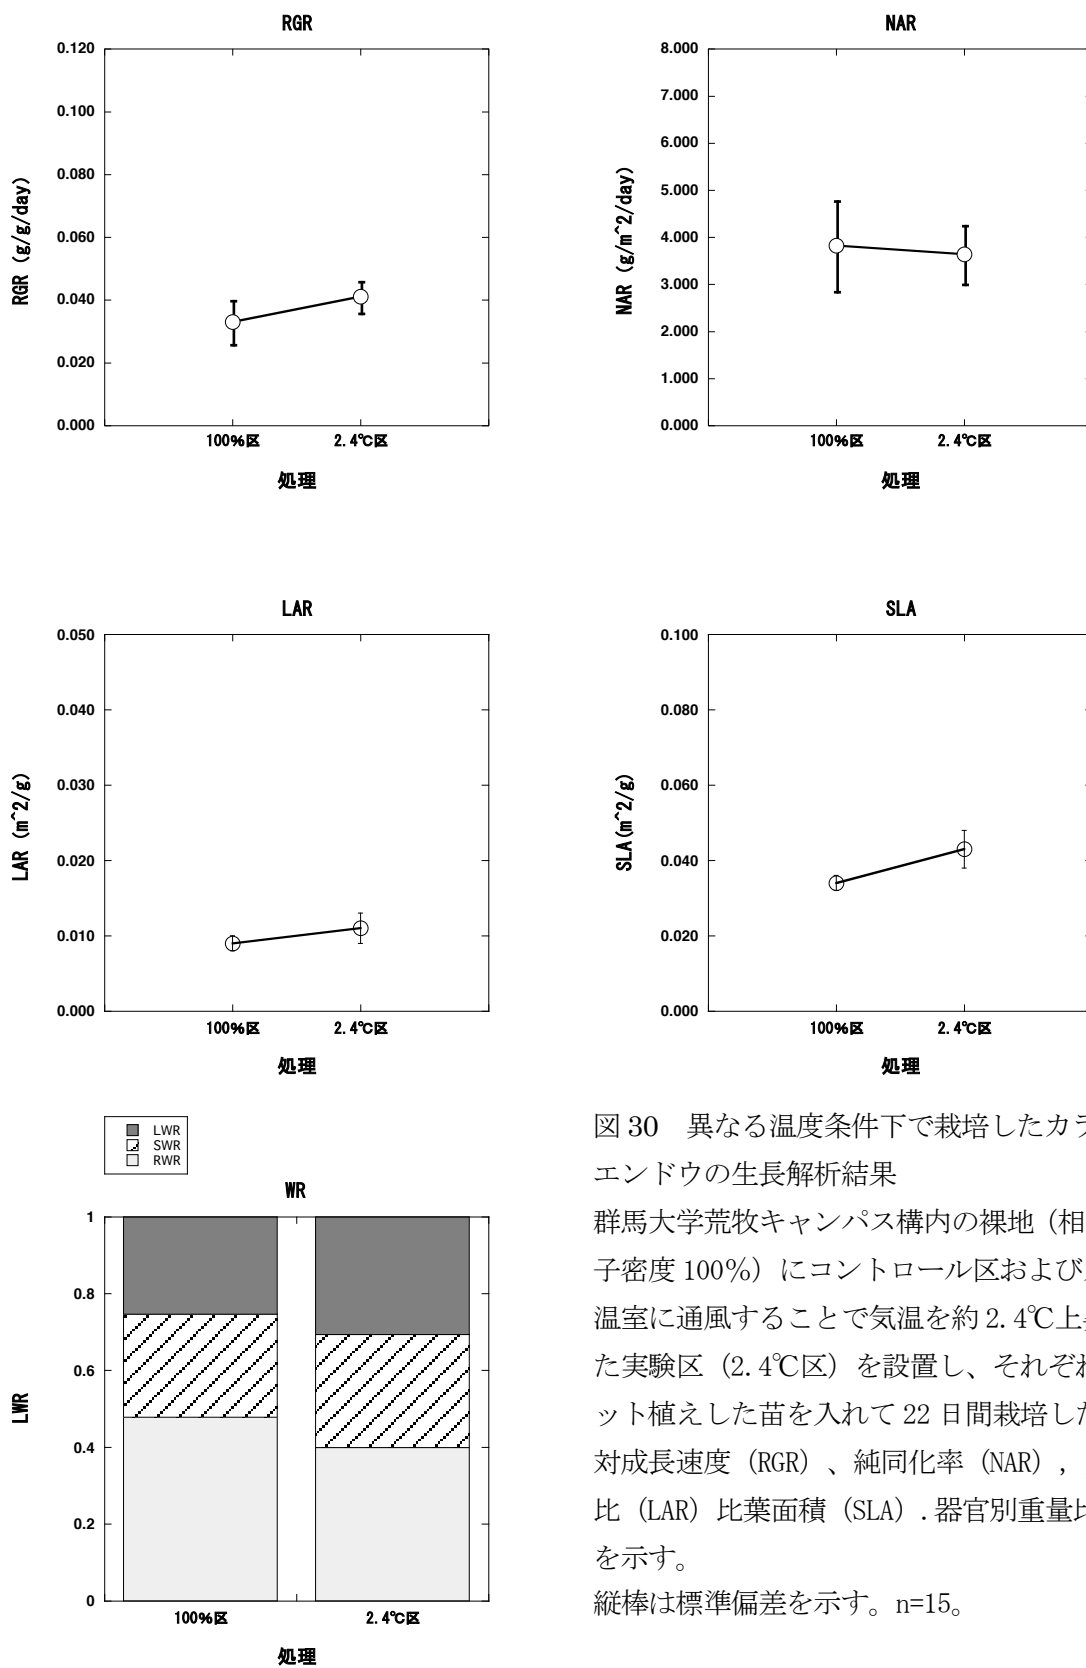 RGR
0.120
0.100
0.080
0.060
0.040
0.020
0.000
RGR (g/g/day)
100%区 2.4℃区
処理
NAR
8.000
7.000
6.000
5.000
4.000
3.000
2.000
1.000
0.000
NAR (g/m^2/day)
100%区 2.4℃区
処理
LAR
0.050
0.040
0.030
0.020
0.010
0.000
LAR (m^2/g)
100%区 2.4℃区
処理
SLA
0.100
0.080
0.060
0.040
0.020
0.000
SLA(m^2/g)
100%区 2.4℃区
処理
LWR
SWR
RWR
WR
1
0.8
0.6
0.4
0.2
0
LWR
100%区 2.4℃区
処理
図 30 異なる温度条件下で栽培したカラ
エンドウの生長解析結果
群馬大学荒牧キャンパス構内の裸地（相
子密度 100%）にコントロール区および
温室に通風することで気温を約 2.4℃上
た実験区（2.4℃区）を設置し、それぞれ
ット植えした苗を入れて 22 日間栽培した
対成長速度（RGR）、純同化率（NAR）,
比（LAR）比葉面積（SLA）.器官別重量比
を示す。
縦棒は標準偏差を示す。n=15。